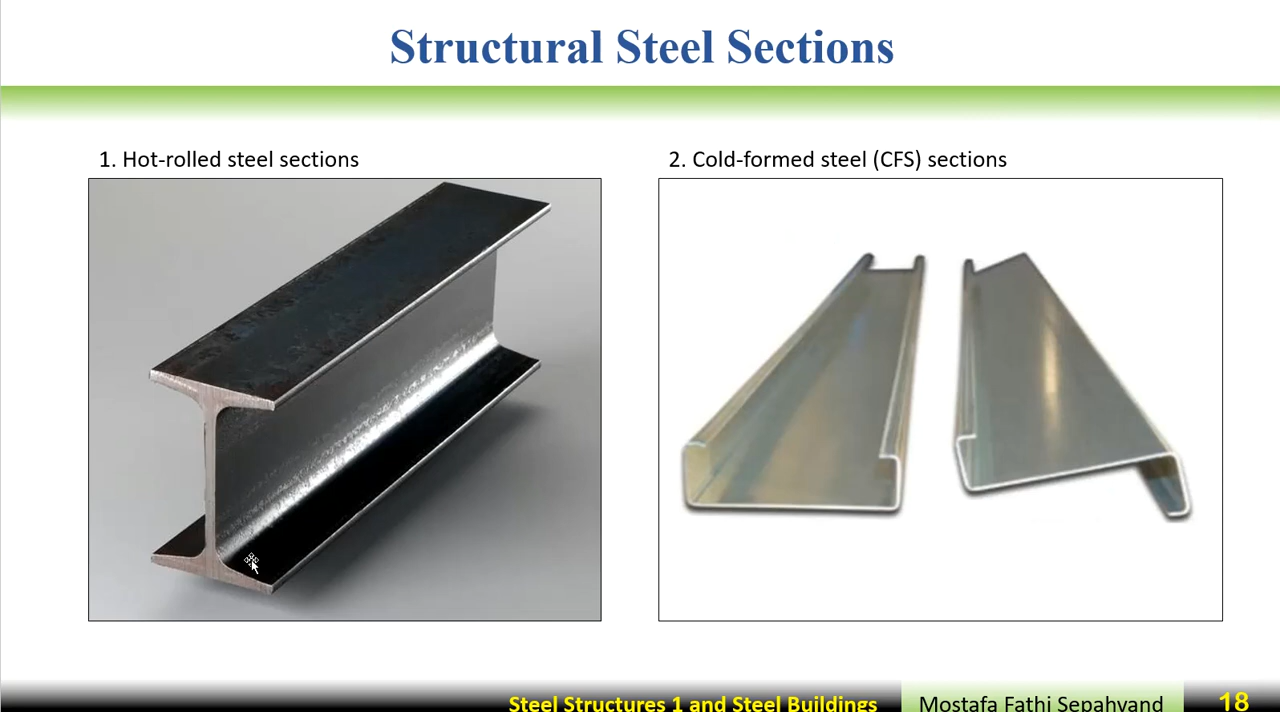 Structural Steel Sections
1. Hot-rolled steel sections
2. Cold-formed steel (CFS) sections
Steel Structures 1 and Steel Buildings
Mostafa Fathi Sepahvand
18